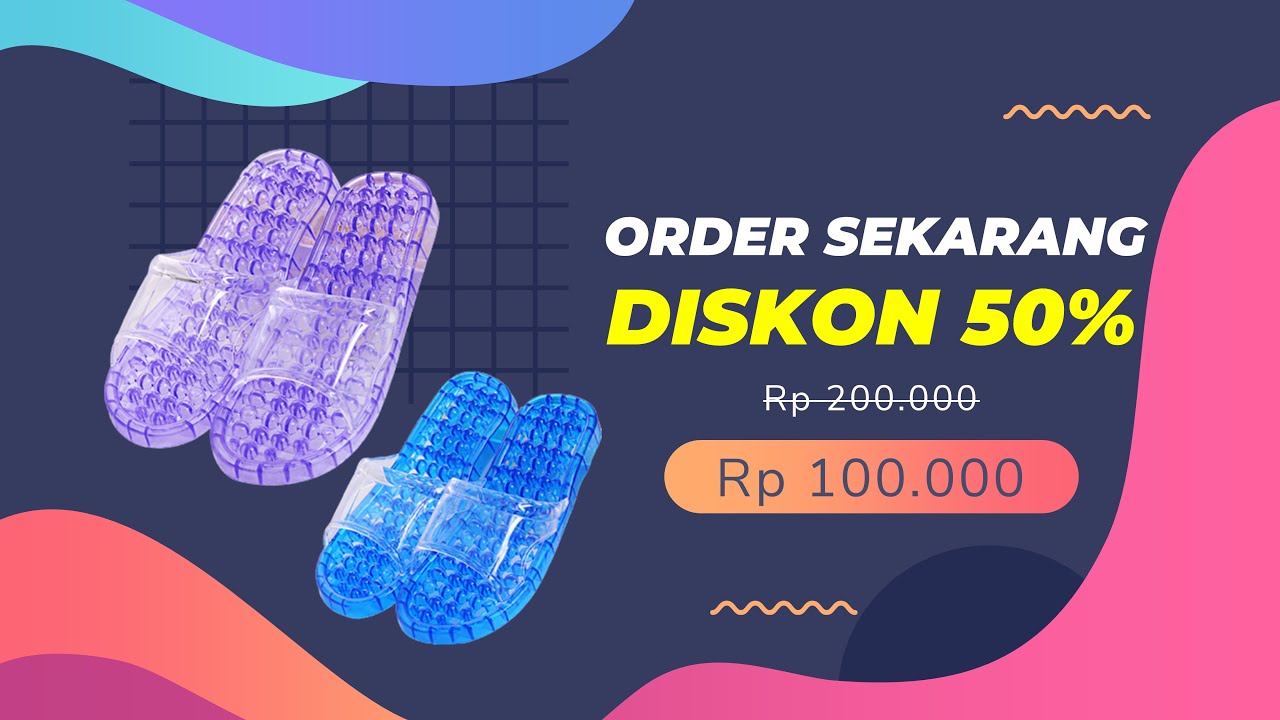 ORDER SEKARANG
DISKON 50%
Rp 200.000
Rp 100.000